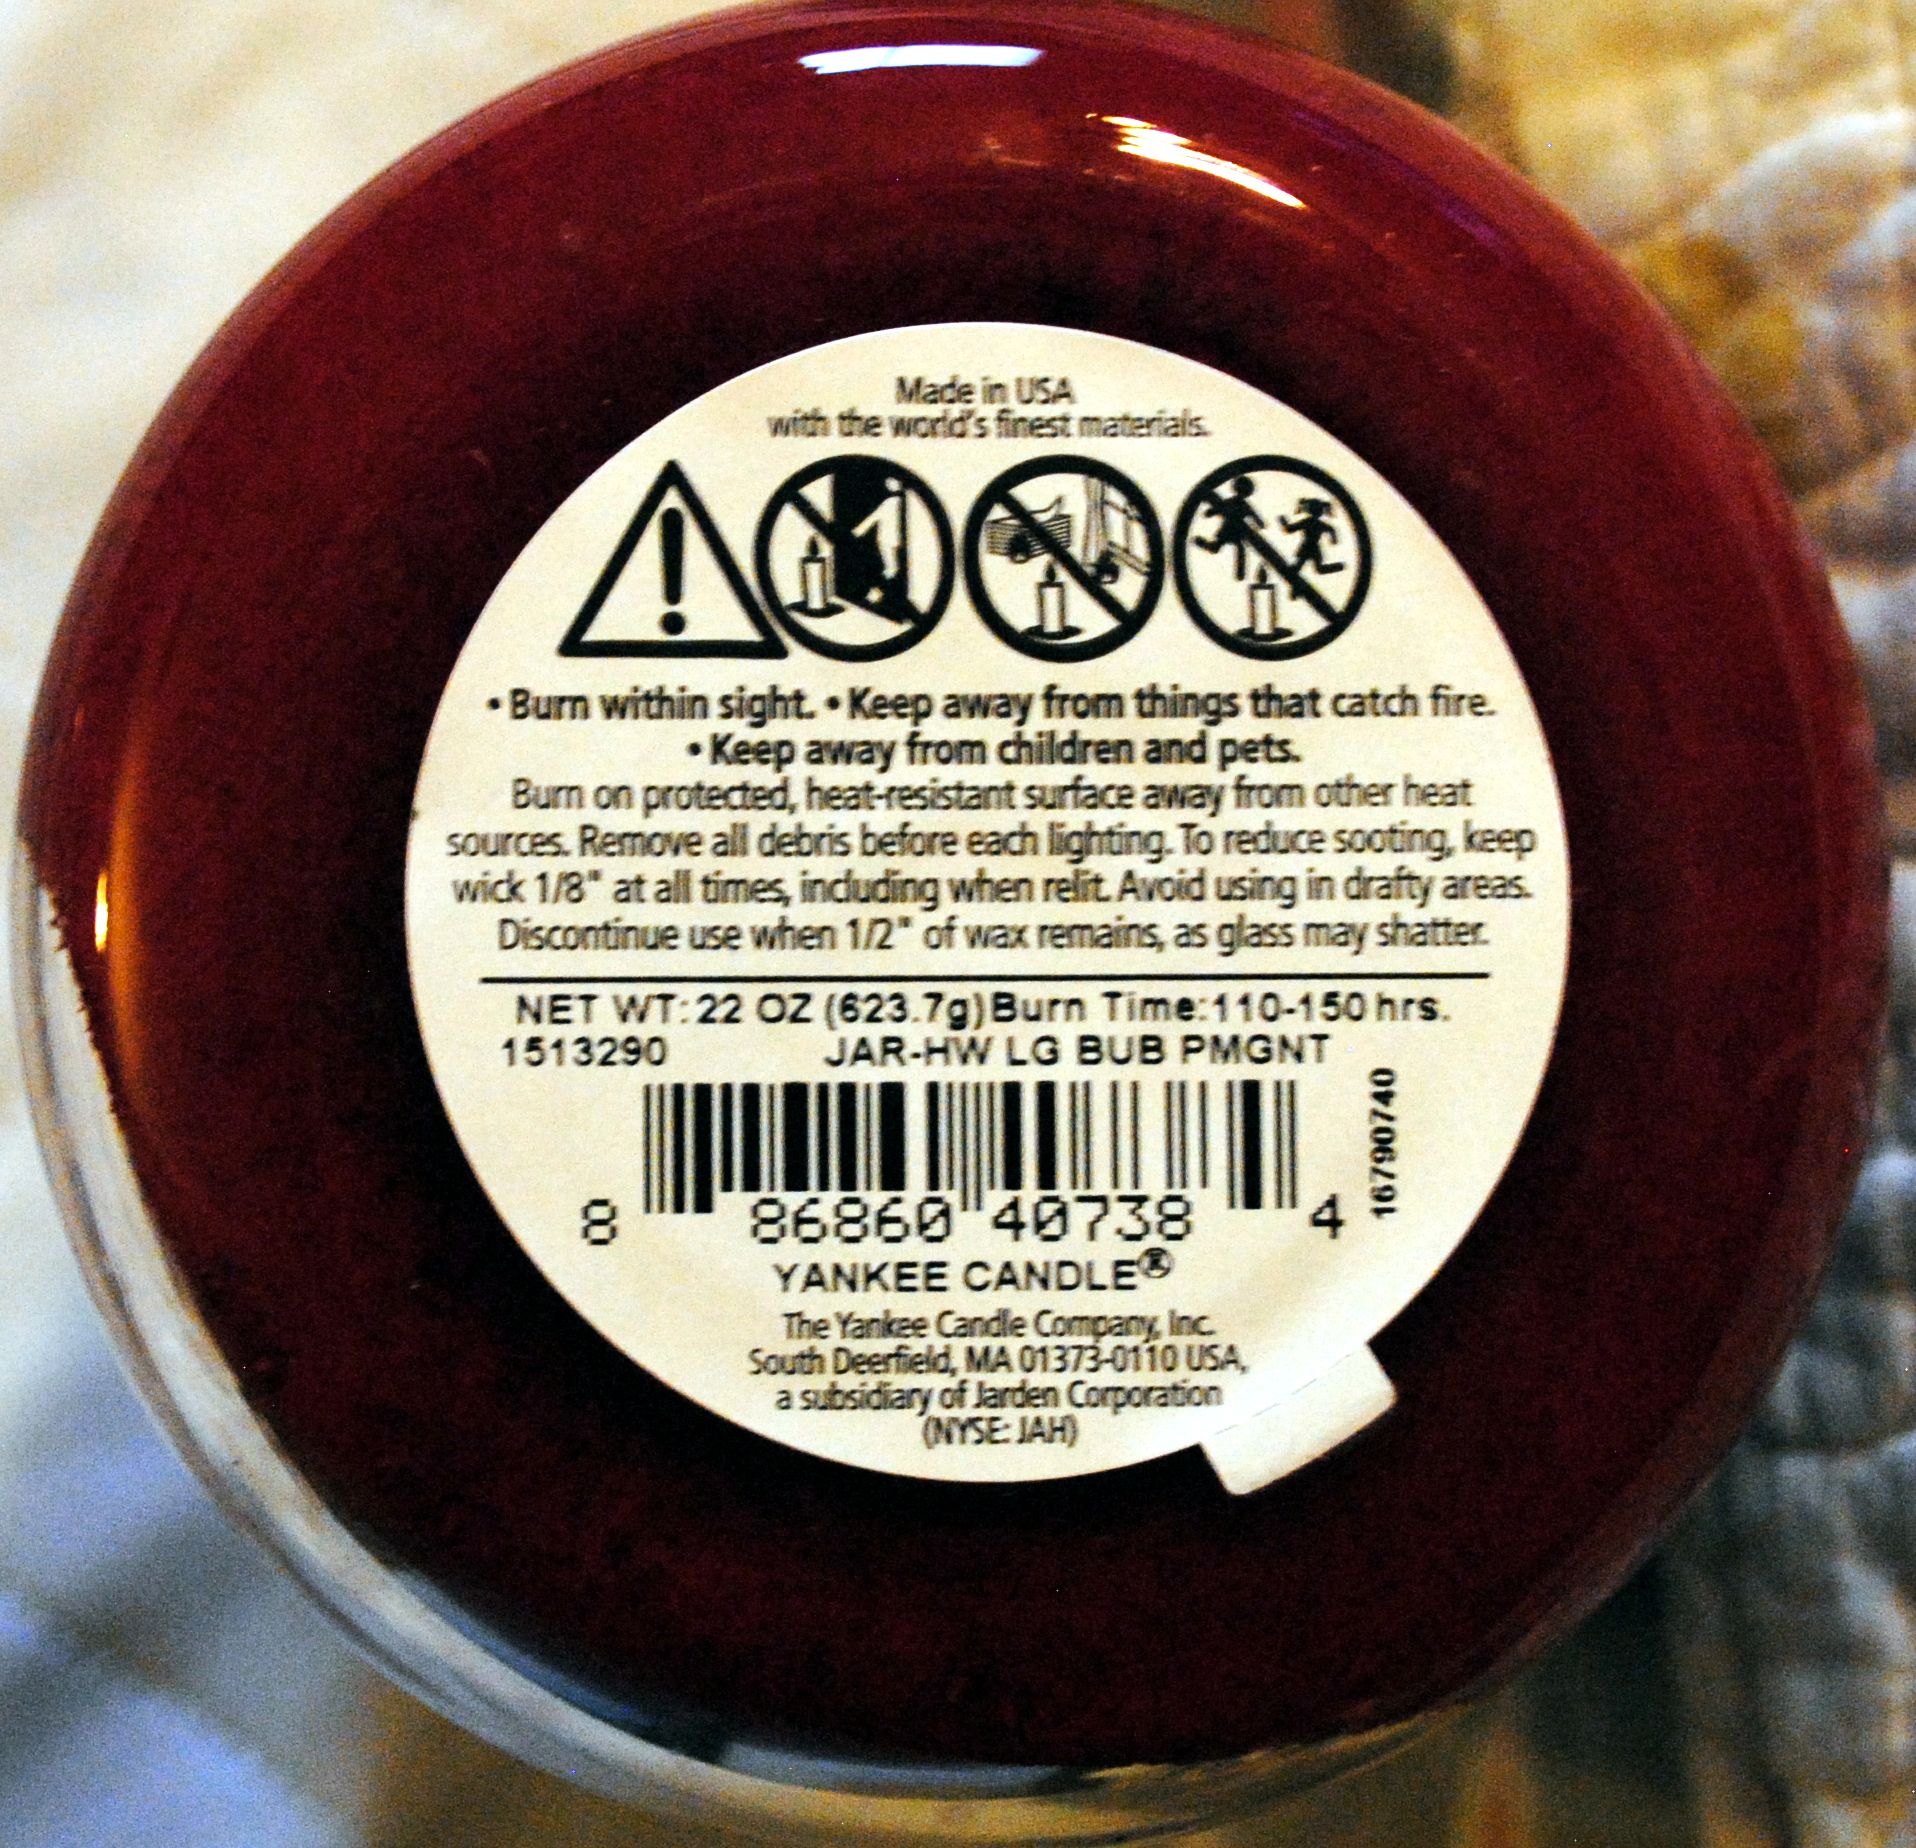 Made in USA
with the world's finest materials.
• Burn within sight. • Keep away from things that catch fire.
• Keep away from children and pets.
Burn on protected, heat-resistant surface away from other heat
sources. Remove all debris before each lighting. To reduce sooting, keep
wick 1/8" at all times, including when relit. Avoid using in drafty areas.
Discontinue use when 1/2" of wax remains, as glass may shatter.
NET WT: 22 OZ (623.7g) Burn Time: 110-150 hrs.
1513290 JAR-HW LG BUB PMGNT
16790740
8 86860 40738 4
YANKEE CANDLE®
The Yankee Candle Company, Inc.
South Deerfield, MA 01373-0110 USA,
a subsidiary of Jarden Corporation
(NYSE: JAH)